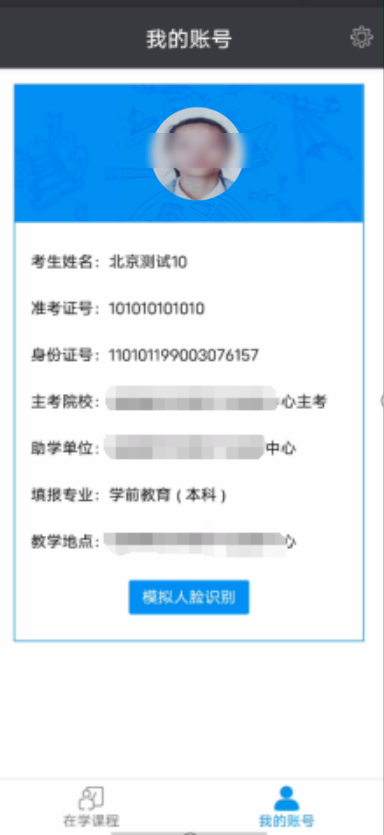 我的账号
考生姓名：北京测试10
准考证号：101010101010
身份证号：110101199003076157
主考院校：心主考
助学单位：中心
填报专业：学前教育（本科）
教学地点：心
模拟人脸识别
在学课程
我的账号